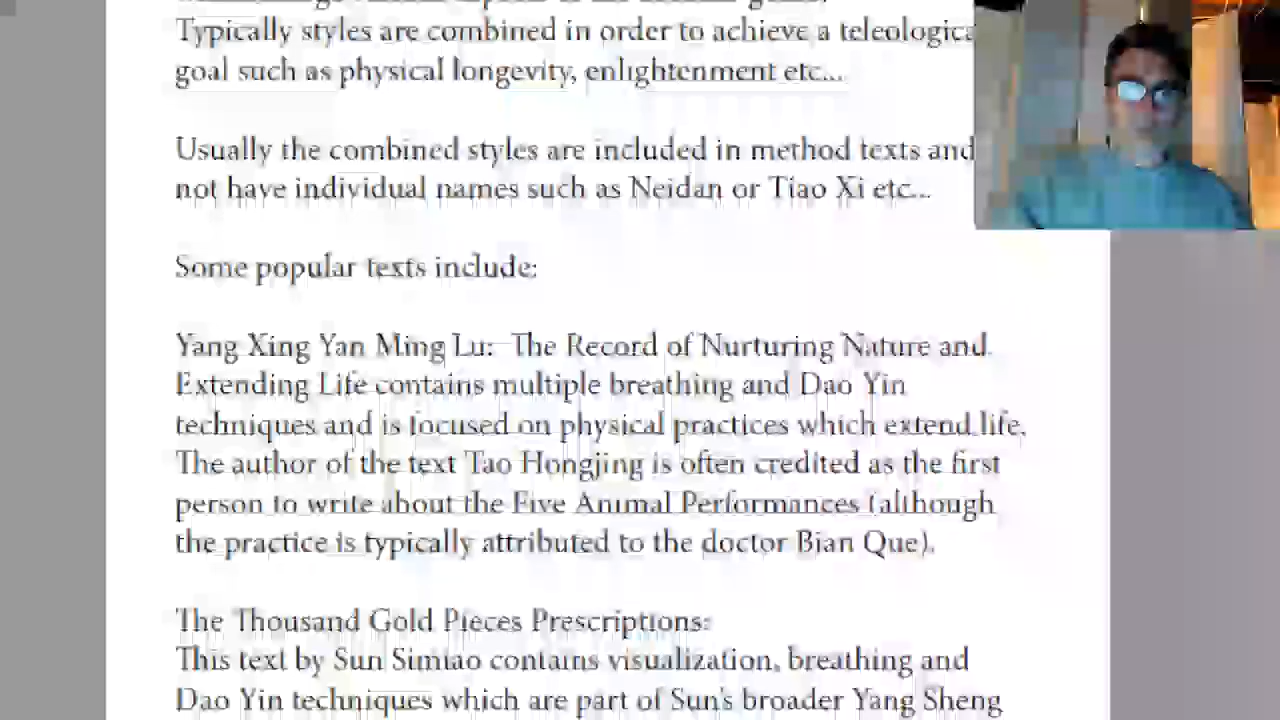 Typically styles are combined in order to achieve a teleologica
goal such as physical longevity, enlightenment etc...
Usually the combined styles are included in method texts and
not have individual names such as Neidan or Tiao Xi etc...
Some popular texts include:
Yang Xing Yan Ming Lu: The Record of Nurturing Nature and
Extending Life contains multiple breathing and Dao Yin
techniques and is focused on physical practices which extend life.
The author of the text Tao Hongjing is often credited as the first
person to write about the Five Animal Performances (although
the practice is typically attributed to the doctor Bian Que).
The Thousand Gold Pieces Prescriptions:
This text by Sun Simiao contains visualization, breathing and
Dao Yin techniques which are part of Sun's broader Yang Sheng